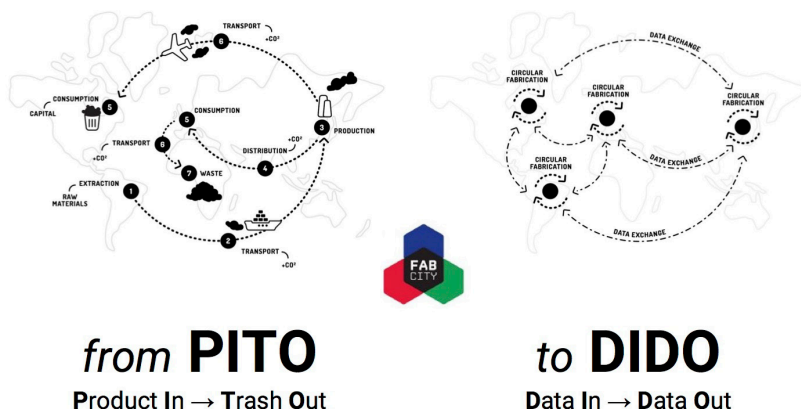 TRANSPORT
+CO²
6
CONSUMPTION
5
CAPITAL
CONSUMPTION
5
3 PRODUCTION
+CO²
DISTRIBUTION
4
TRANSPORT 6
+CO²
7 WASTE
EXTRACTION
1
RAW
MATERIALS
2
TRANSPORT
+CO²
DATA EXCHANGE
CIRCULAR
FABRICATION
CIRCULAR
FABRICATION
CIRCULAR
FABRICATION
CIRCULAR
FABRICATION
DATA EXCHANGE
DATA EXCHANGE
FAB
CITY
from PITO
Product In → Trash Out
to DIDO
Data In → Data Out